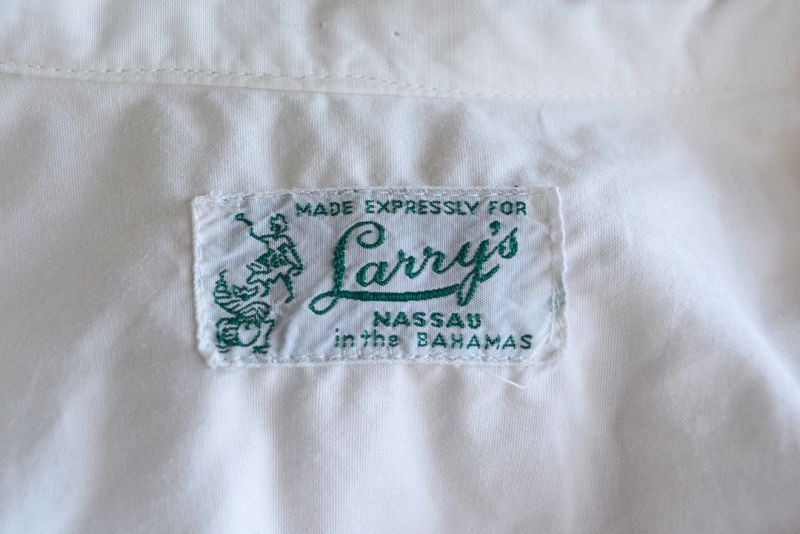 MADE EXPRESSLY FOR
Larry's
NASSAU
in the BAHAMAS